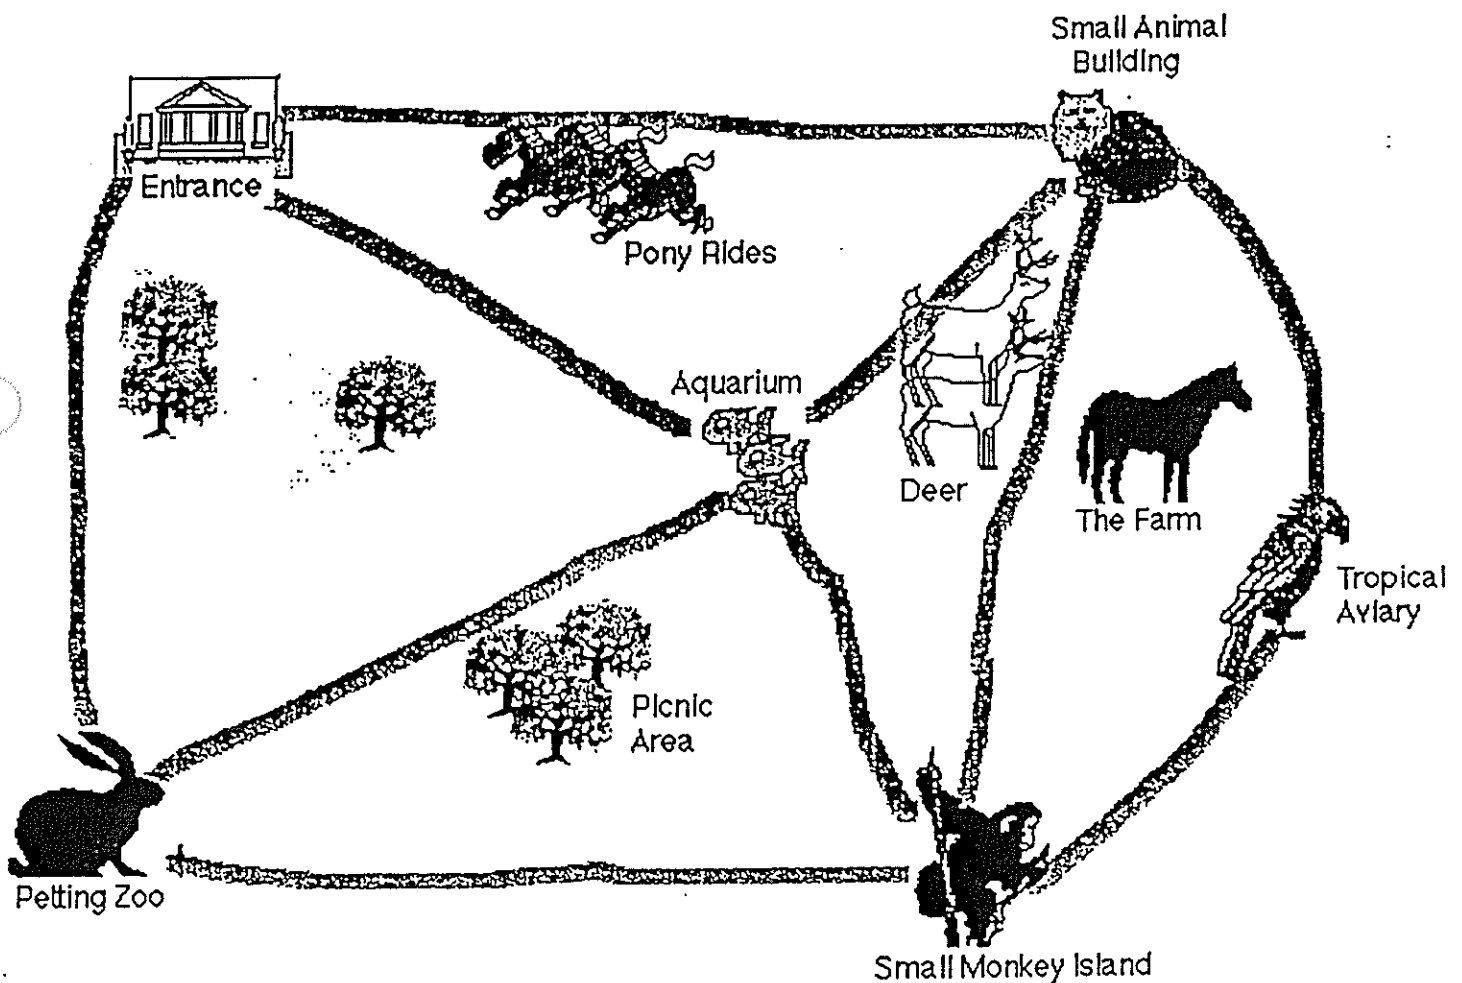 Small Animal
Building
Entrance
Pony Rides
Aquarium
Deer
The Farm
Tropical
Aviary
Picnic
Area
Petting Zoo
Small Monkey Island